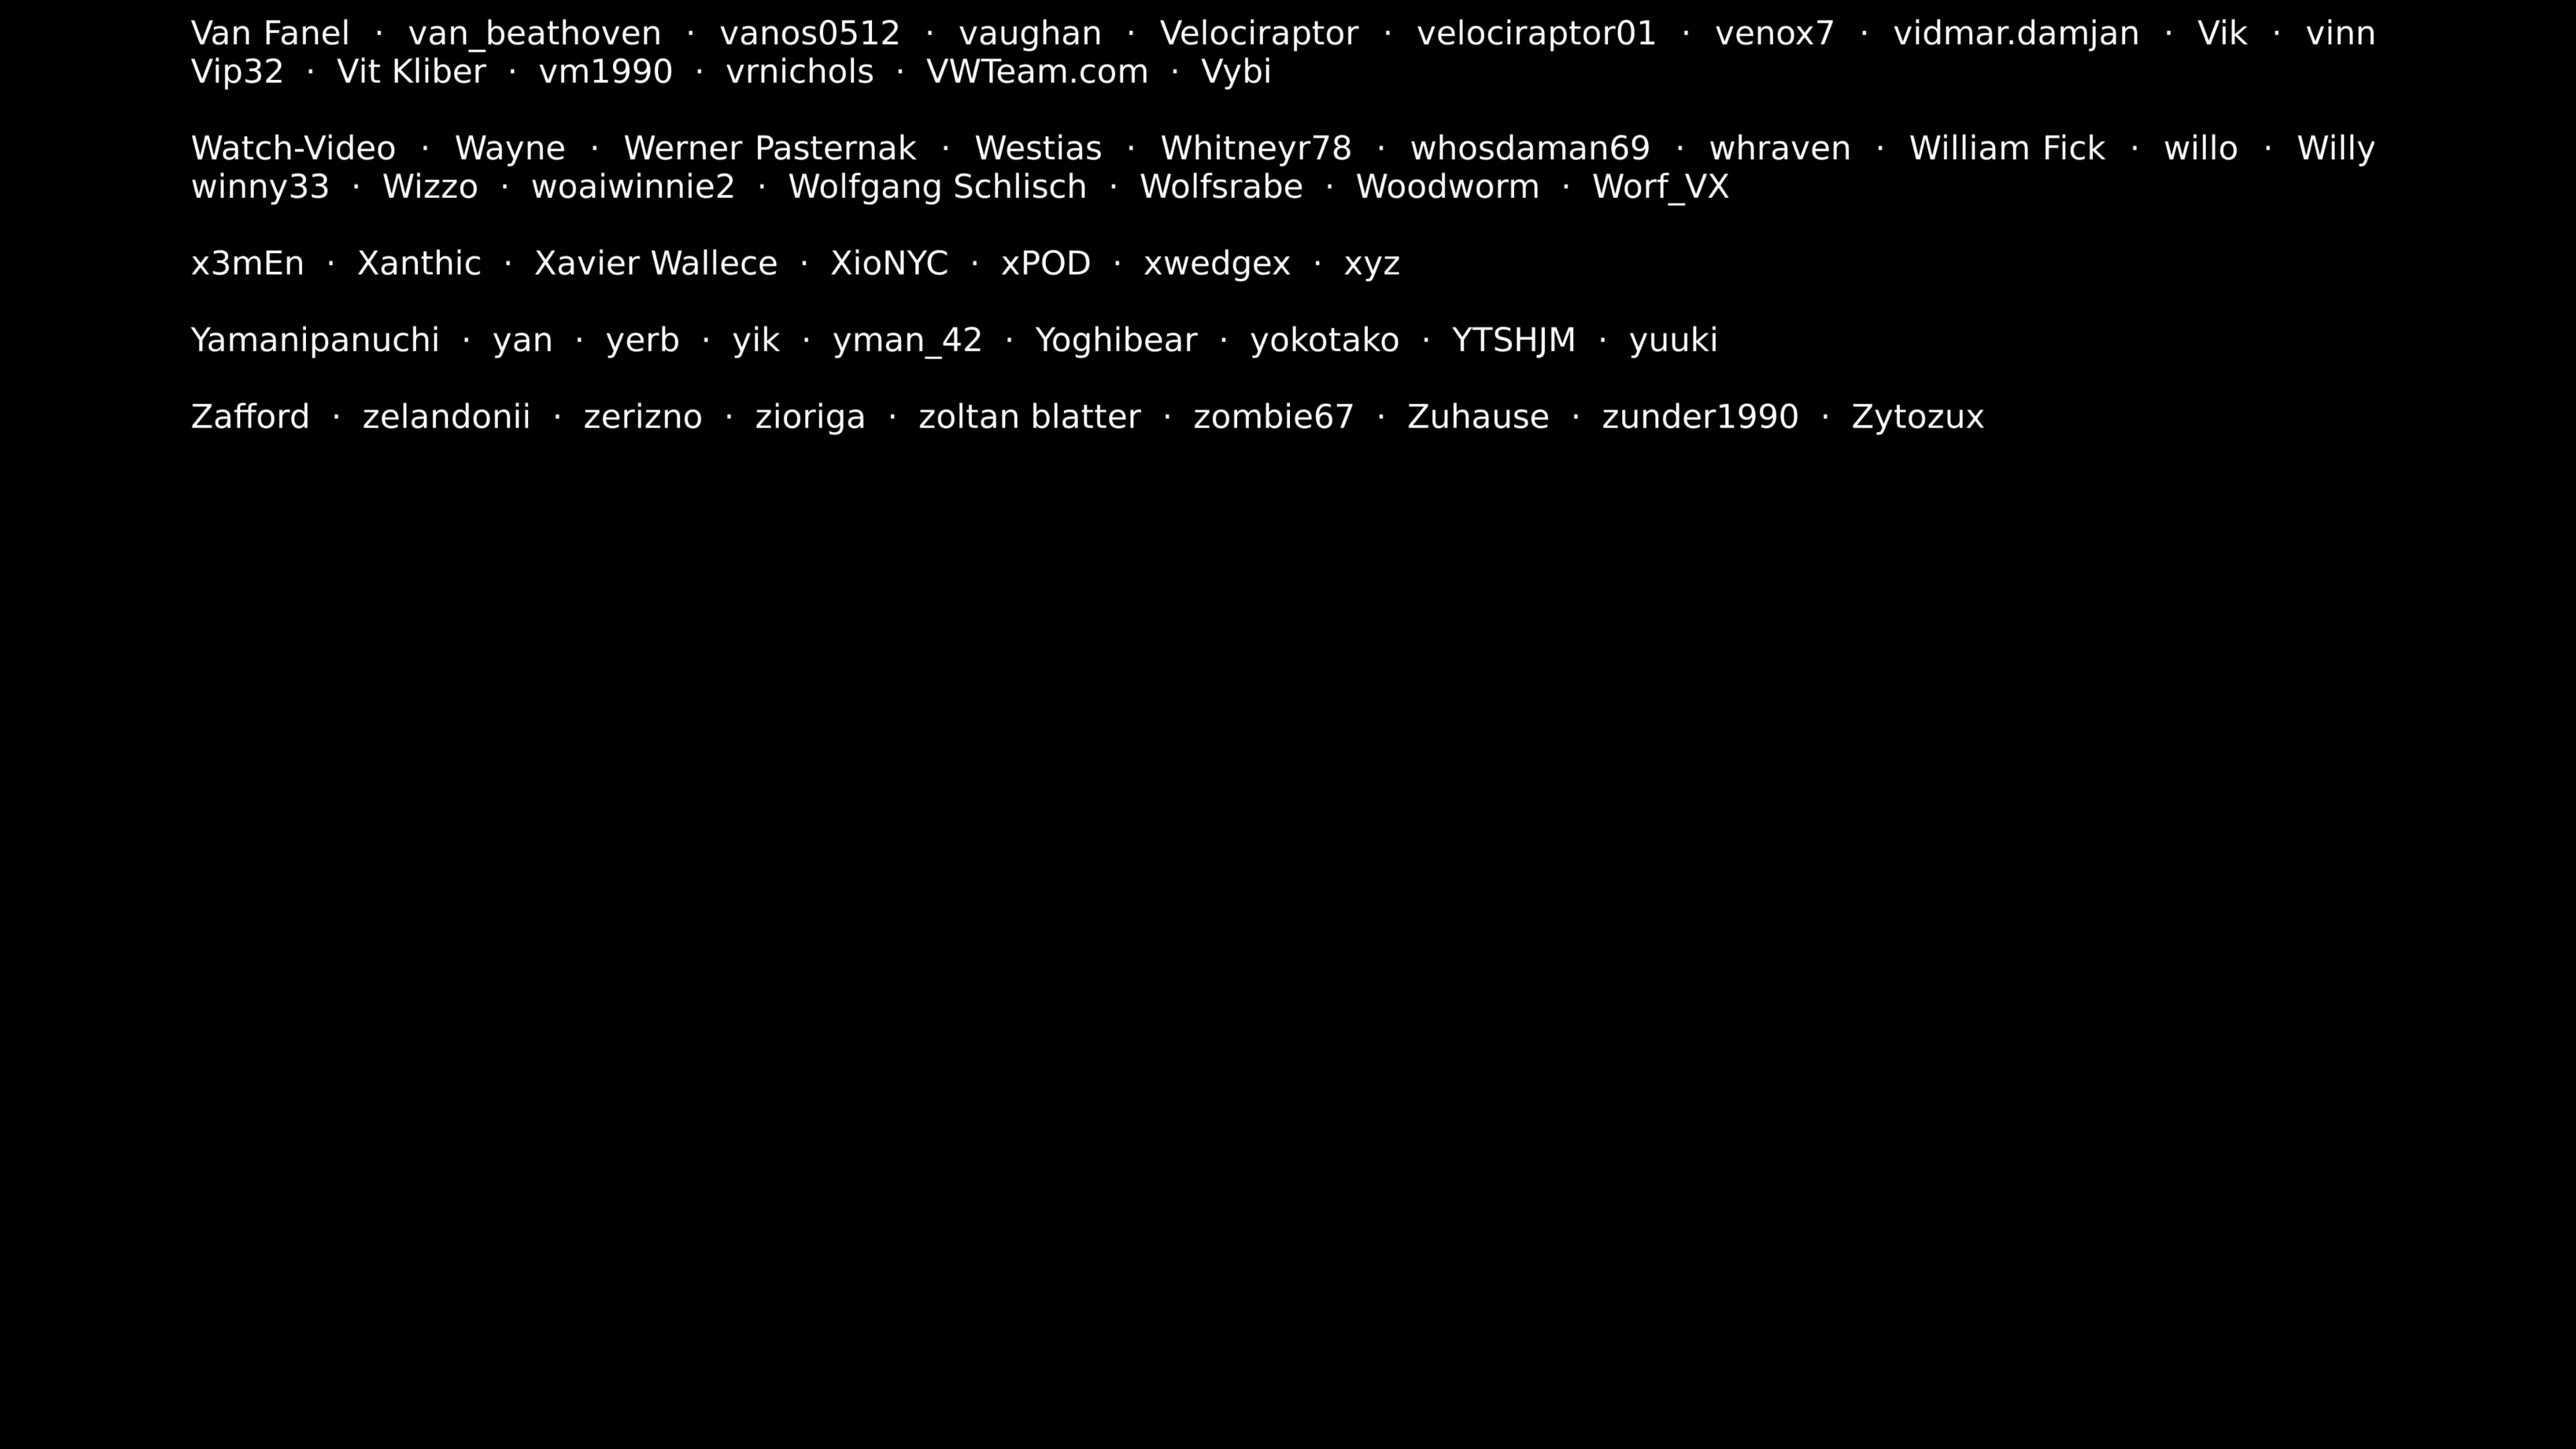 Van Fanel · van_beathoven · vanos0512 · vaughan · Velociraptor · velociraptor01 · venox7 · vidmar.damjan · Vik · vinn
Vip32 · Vit Kliber · vm1990 · vrnichols · VWTeam.com · Vybi
Watch-Video · Wayne · Werner Pasternak · Westias · Whitneyr78 · whosdaman69 · whraven · William Fick · willo · Willy
winny33 · Wizzo · woaiwinnie2 · Wolfgang Schlisch · Wolfsrabe · Woodworm · Worf_VX
x3mEn · Xanthic · Xavier Wallece · XioNYC · xPOD · xwedgex · xyz
Yamanipanuchi · yan · yerb · yik · yman_42 · Yoghibear · yokotako · YTSHJM · yuuki
Zafford · zelandonii · zerizno · zioriga · zoltan blatter · zombie67 · Zuhause · zunder1990 · Zytozux